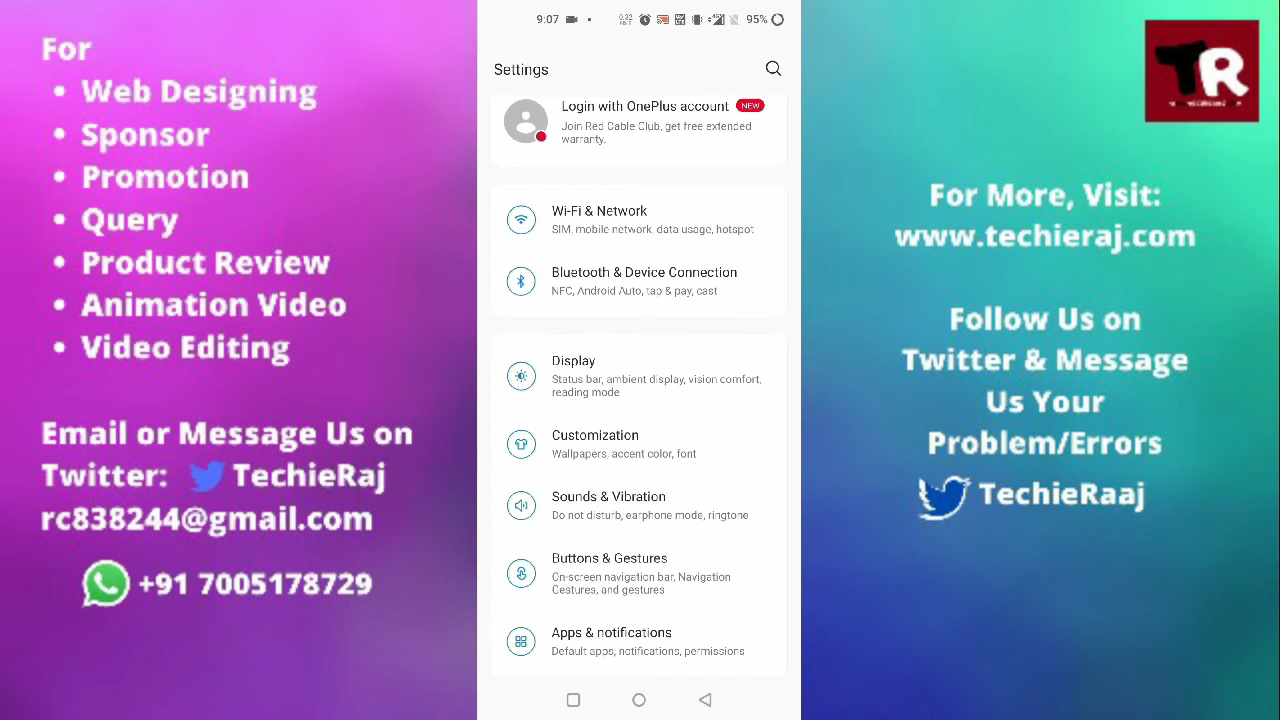 For
• Web Designing
• Sponsor
• Promotion
• Query
• Product Review
• Animation Video
• Video Editing
Email or Message Us on
Twitter: TechieRaj
rc838244@gmail.com
+91 7005178729
9:07
95%
Settings
Login with OnePlus account NEW
Join Red Cable Club, get free extended
warranty.
Wi-Fi & Network
SIM, mobile network, data usage, hotspot
Bluetooth & Device Connection
NFC, Android Auto, tap & pay, cast
Display
Status bar, ambient display, vision comfort,
reading mode
Customization
Wallpapers, accent color, font
Sounds & Vibration
Do not disturb, earphone mode, ringtone
Buttons & Gestures
On-screen navigation bar, Navigation
Gestures, and gestures
Apps & notifications
Default apps, notifications, permissions
TR
For More, Visit:
www.techieraj.com
Follow Us on
Twitter & Message
Us Your
Problem/Errors
TechieRaaj